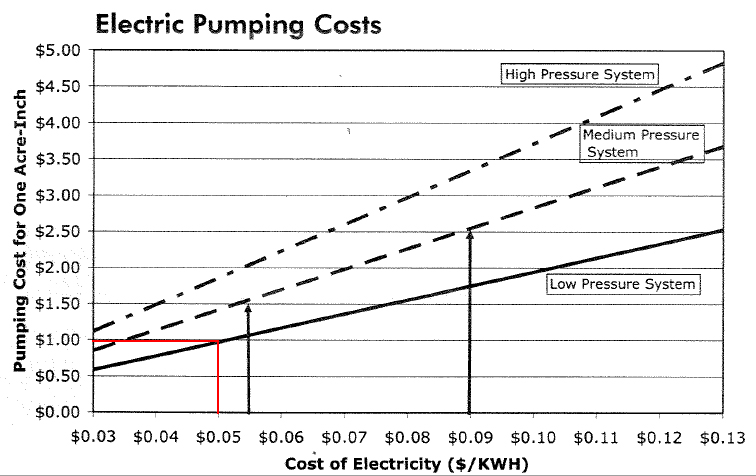 Electric Pumping Costs
$5.00
$4.50
$4.00
$3.50
$3.00
$2.50
$2.00
$1.50
$1.00
$0.50
$0.00
Pumping Cost for One Acre-Inch
High Pressure System
Medium Pressure
System
Low Pressure System
$0.03 $0.04 $0.05 $0.06 $0.07 $0.08 $0.09 $0.10 $0.11 $0.12 $0.13
Cost of Electricity ($/KWH)